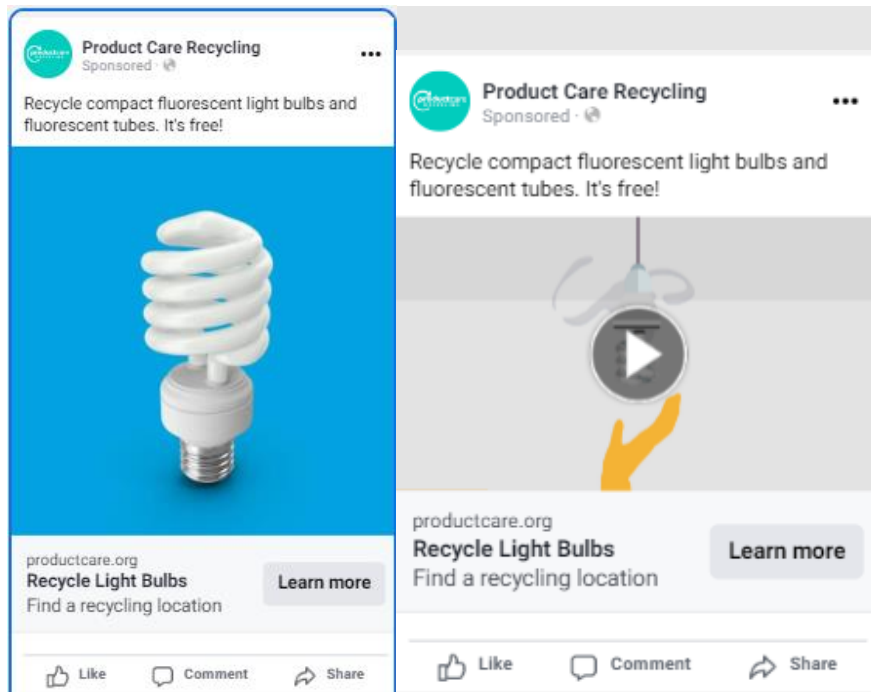 Product Care Recycling
Sponsored ·
Recycle compact fluorescent light bulbs and
fluorescent tubes. It's free!
productcare.org
Recycle Light Bulbs
Find a recycling location
Learn more
Like
Comment
Share
Product Care Recycling
Sponsored ·
Recycle compact fluorescent light bulbs and
fluorescent tubes. It's free!
productcare.org
Recycle Light Bulbs
Find a recycling location
Learn more
Like
Comment
Share